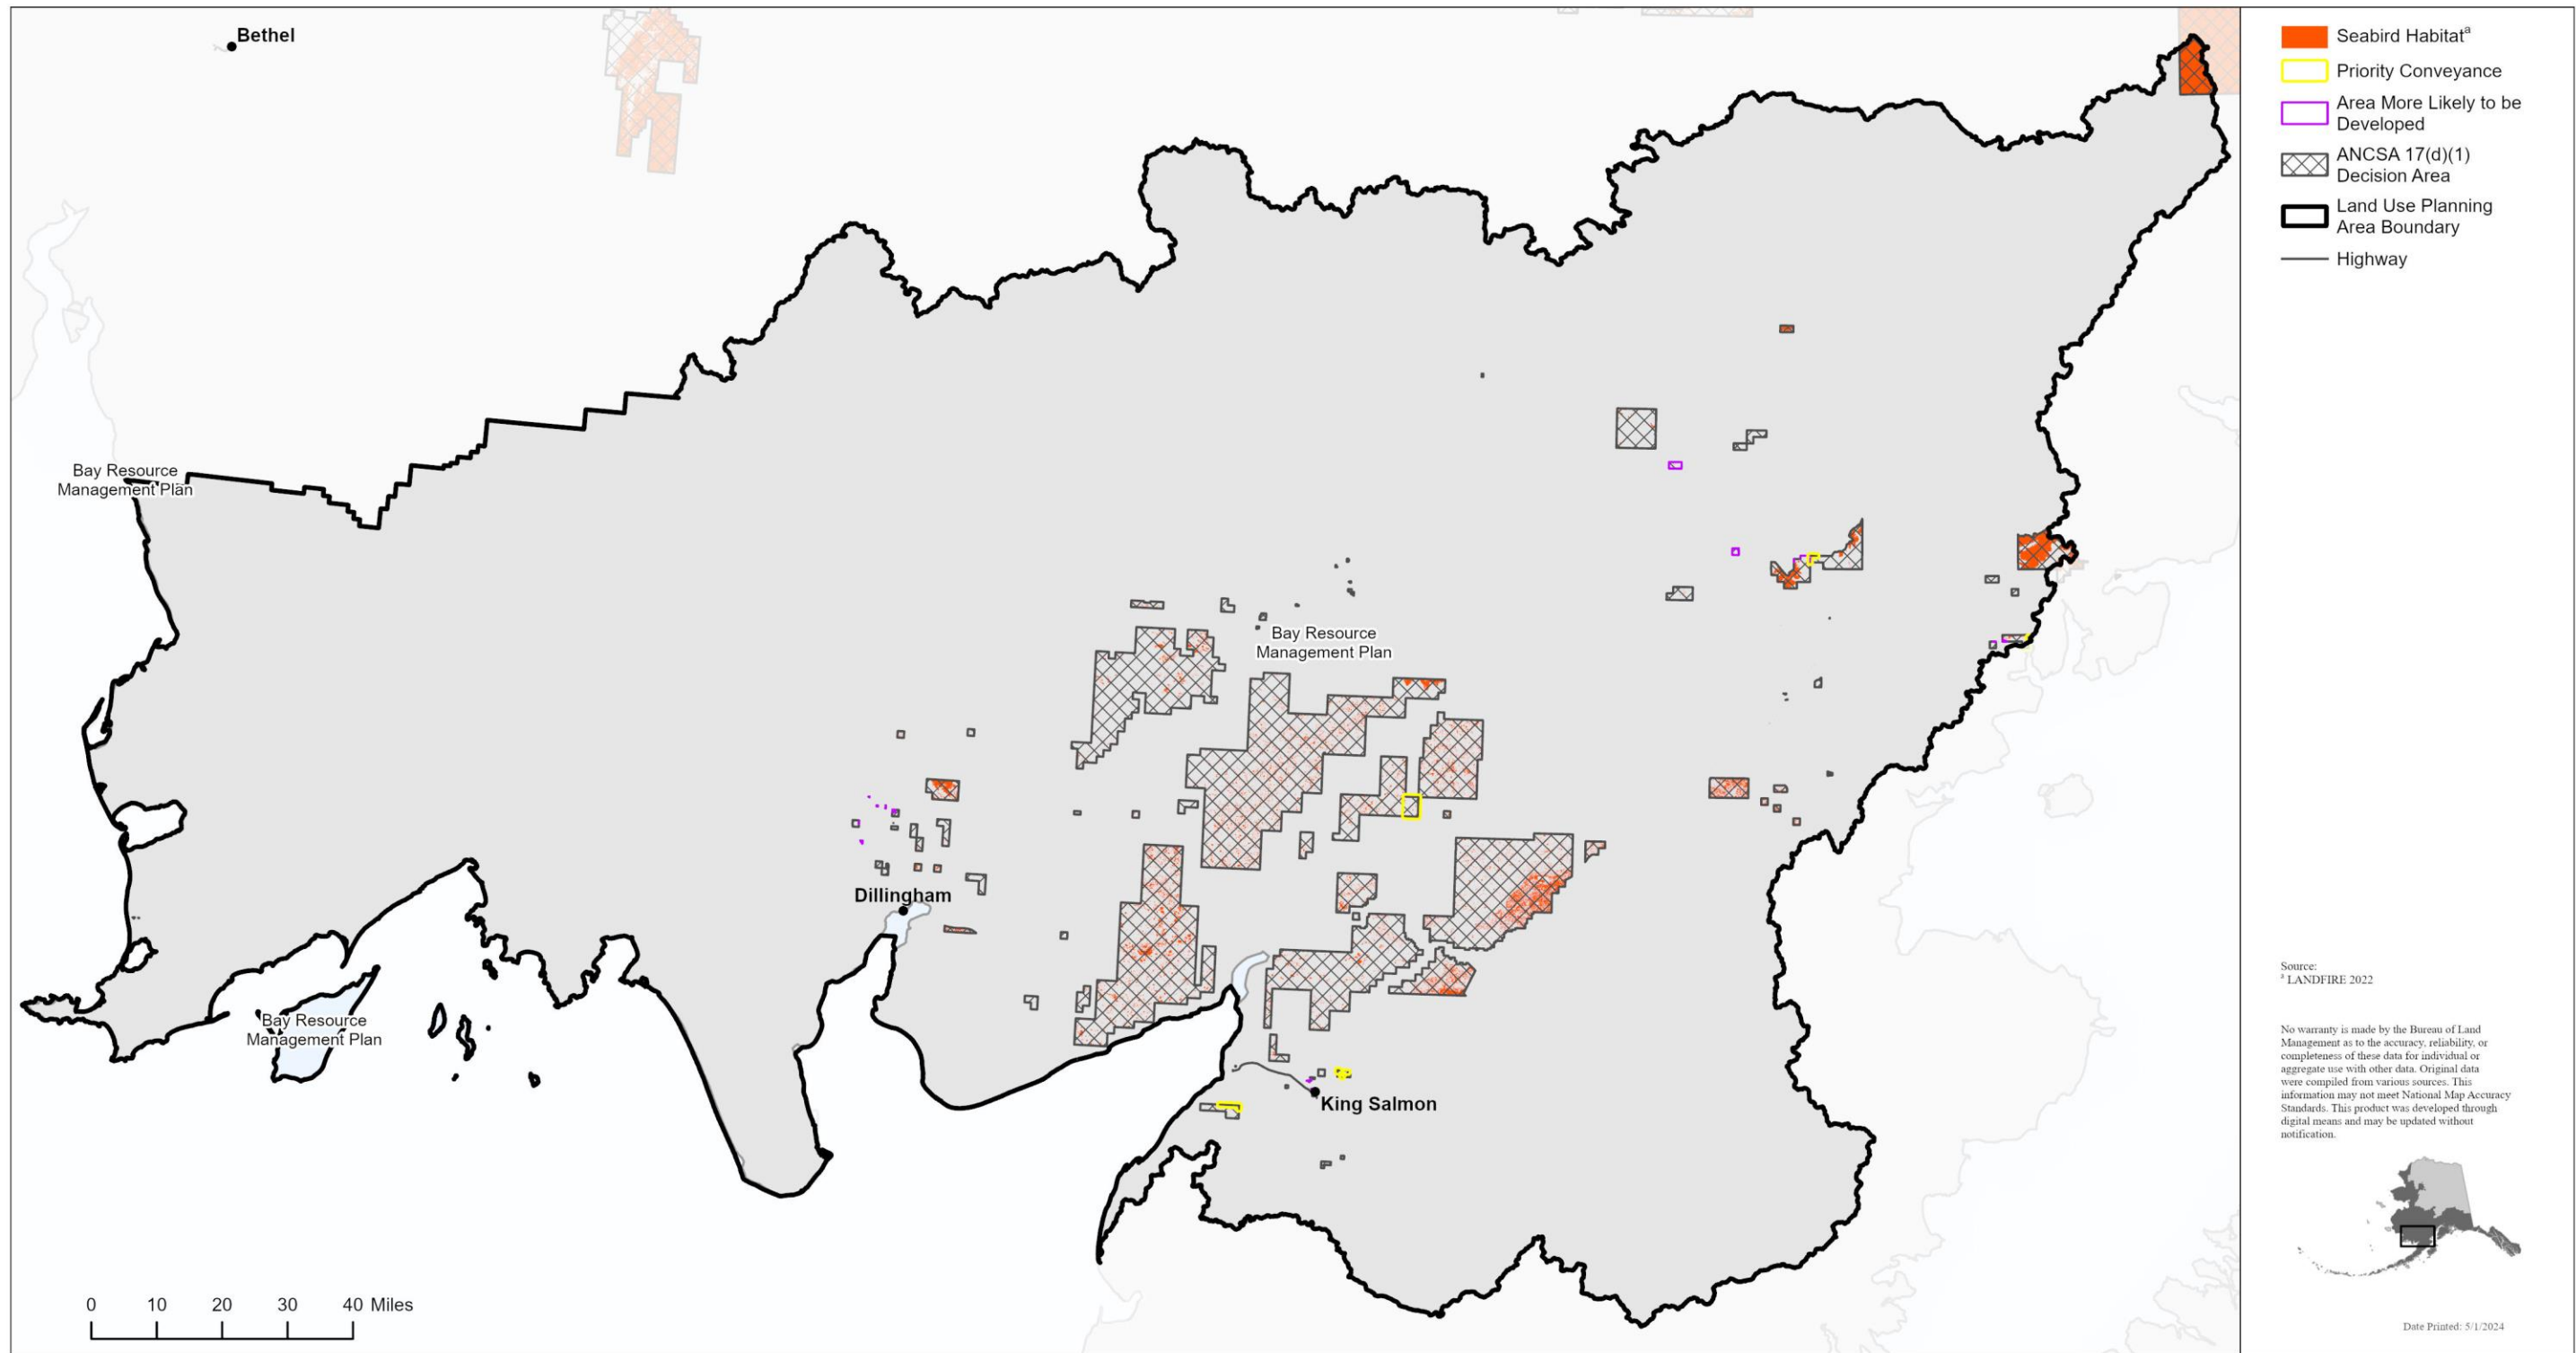 Bethel
Bay Resource
Management Plan
Bay Resource
Management Plan
Dillingham
Bay Resource
Management Plan
King Salmon
0 10 20 30 40 Miles
Seabird Habitatᵃ
Priority Conveyance
Area More Likely to be
Developed
ANCSA 17(d)(1)
Decision Area
Land Use Planning
Area Boundary
Highway
Source:
ᵃ LANDFIRE 2022
No warranty is made by the Bureau of Land
Management as to the accuracy, reliability, or
completeness of these data for individual or
aggregate use with other data. Original data
were compiled from various sources. This
information may not meet National Map Accuracy
Standards. This product was developed through
digital means and may be updated without
notification.
Date Printed: 5/1/2024